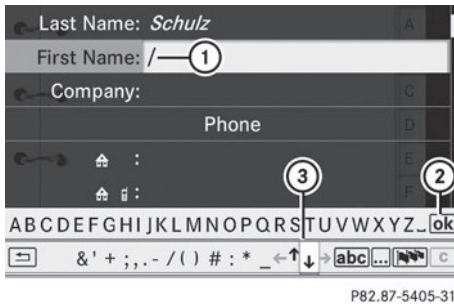 Last Name: Schulz
A
First Name: /
1
Company:
C
Phone
D
:
E
3
2
:
F
ABCDEFGHIJKLMNOPQRSTUVWXYZ_ ok
&'+;,.-/()#:*_←↑↓→ abc ... c
P82.87-5405-31